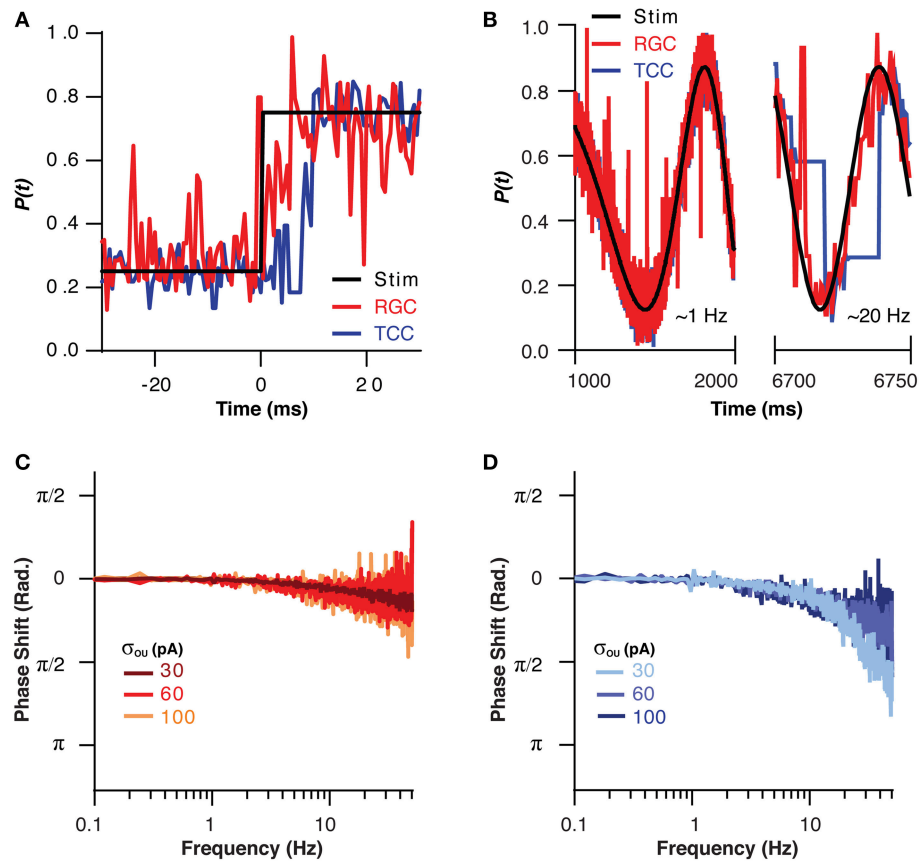 A
1.0
0.8
0.6
0.4
0.2
0.0
P(t)
Stim
RGC
TCC
-20
0
20
Time (ms)
B
1.0
0.8
0.6
0.4
0.2
0.0
P(t)
Stim
RGC
TCC
~1 Hz
~20 Hz
1000
2000
6700
6750
Time (ms)
C
π/2
0
π/2
π
Phase Shift (Rad.)
σOU (pA)
30
60
100
0.1
1
10
Frequency (Hz)
D
π/2
0
π/2
π
Phase Shift (Rad.)
σOU (pA)
30
60
100
0.1
1
10
Frequency (Hz)